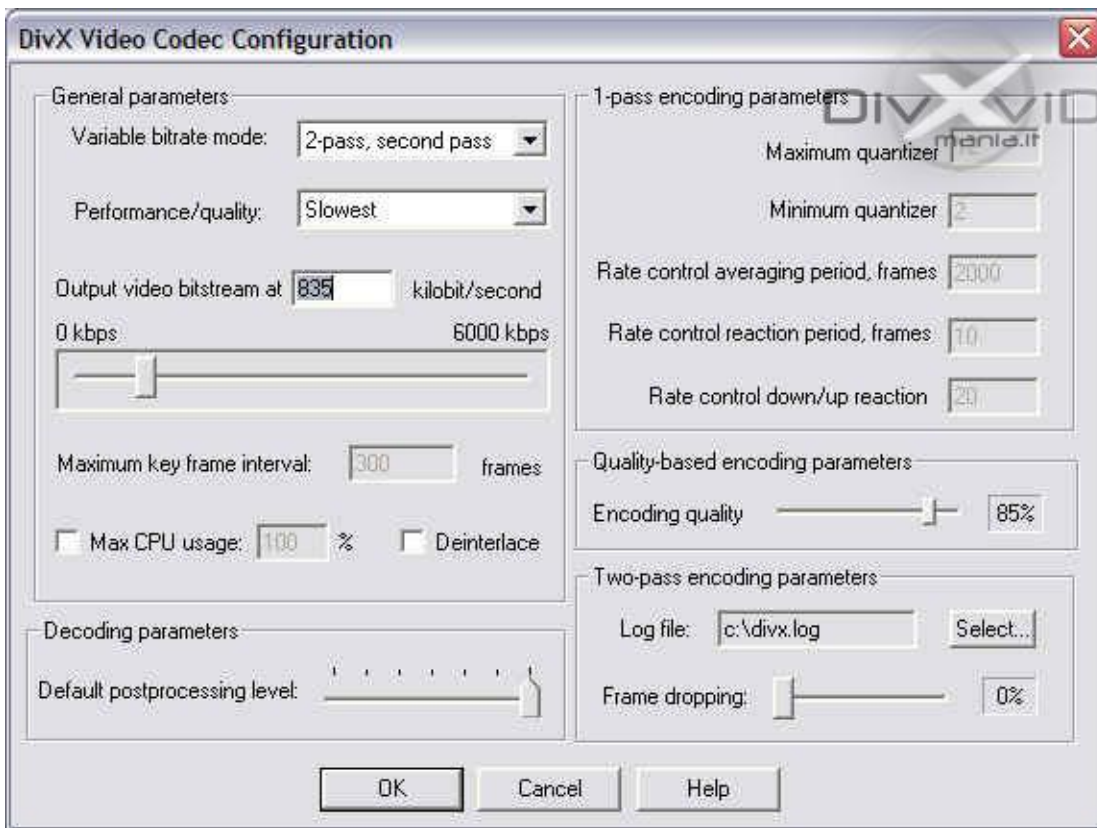 DivX Video Codec Configuration
General parameters
Variable bitrate mode: 2-pass, second pass
Performance/quality: Slowest
Output video bitstream at 835 kilobit/second
0 kbps 6000 kbps
Maximum key frame interval: 300 frames
Max CPU usage: 100 % Deinterlace
Decoding parameters
Default postprocessing level:
1-pass encoding parameters
DivXviD
mania.it
Maximum quantizer
Minimum quantizer 2
Rate control averaging period, frames 2000
Rate control reaction period, frames 10
Rate control down/up reaction 20
Quality-based encoding parameters
Encoding quality 85%
Two-pass encoding parameters
Log file: c:\divx.log Select...
Frame dropping: 0%
OK Cancel Help